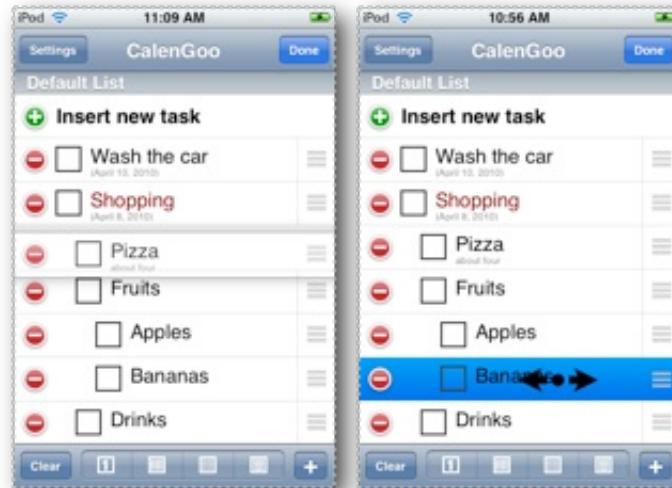 iPod 11:09 AM
Settings CalenGoo Done
Default List
Insert new task
Wash the car
(April 10, 2010)
Shopping
(April 8, 2010)
Pizza
about four
Fruits
Apples
Bananas
Drinks
Clear 1 +
iPod 10:56 AM
Settings CalenGoo Done
Default List
Insert new task
Wash the car
(April 10, 2010)
Shopping
(April 8, 2010)
Pizza
about four
Fruits
Apples
Drinks
Clear 1 +